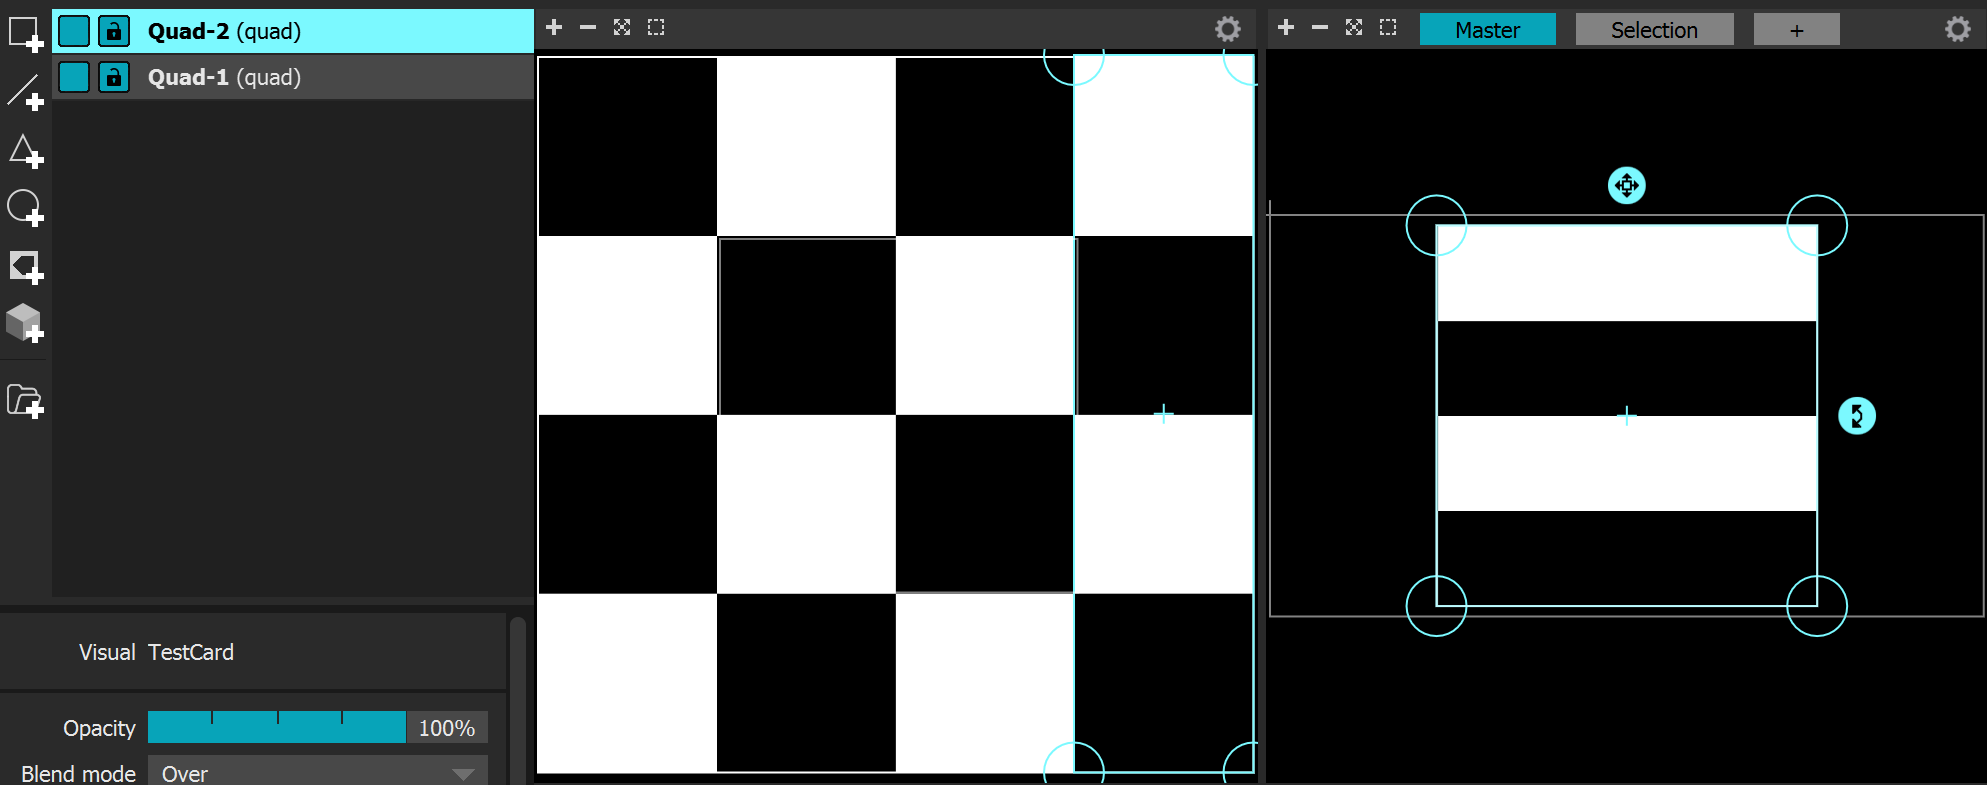 Quad-2 (quad)
Quad-1 (quad)
Visual TestCard
Opacity 100%
Blend mode Over
Master Selection +